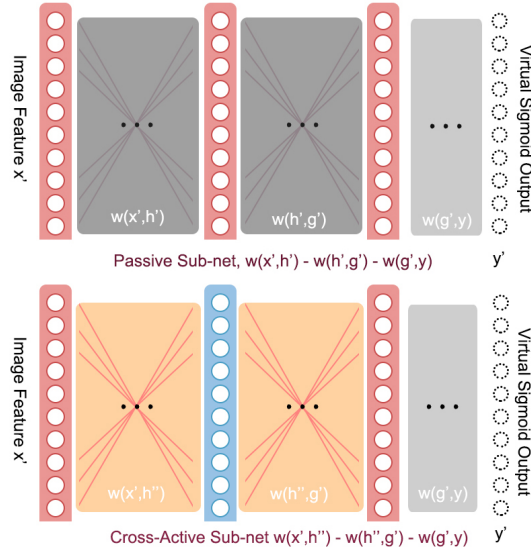 Image Feature x'
w(x',h')
w(h',g')
w(g',y)
Virtual Sigmoid Output
Passive Sub-net, w(x',h') - w(h',g') - w(g',y)
y'
Image Feature x'
w(x',h'')
w(h'',g')
w(g',y)
Virtual Sigmoid Output
Cross-Active Sub-net w(x',h'') - w(h'',g') - w(g',y)
y'